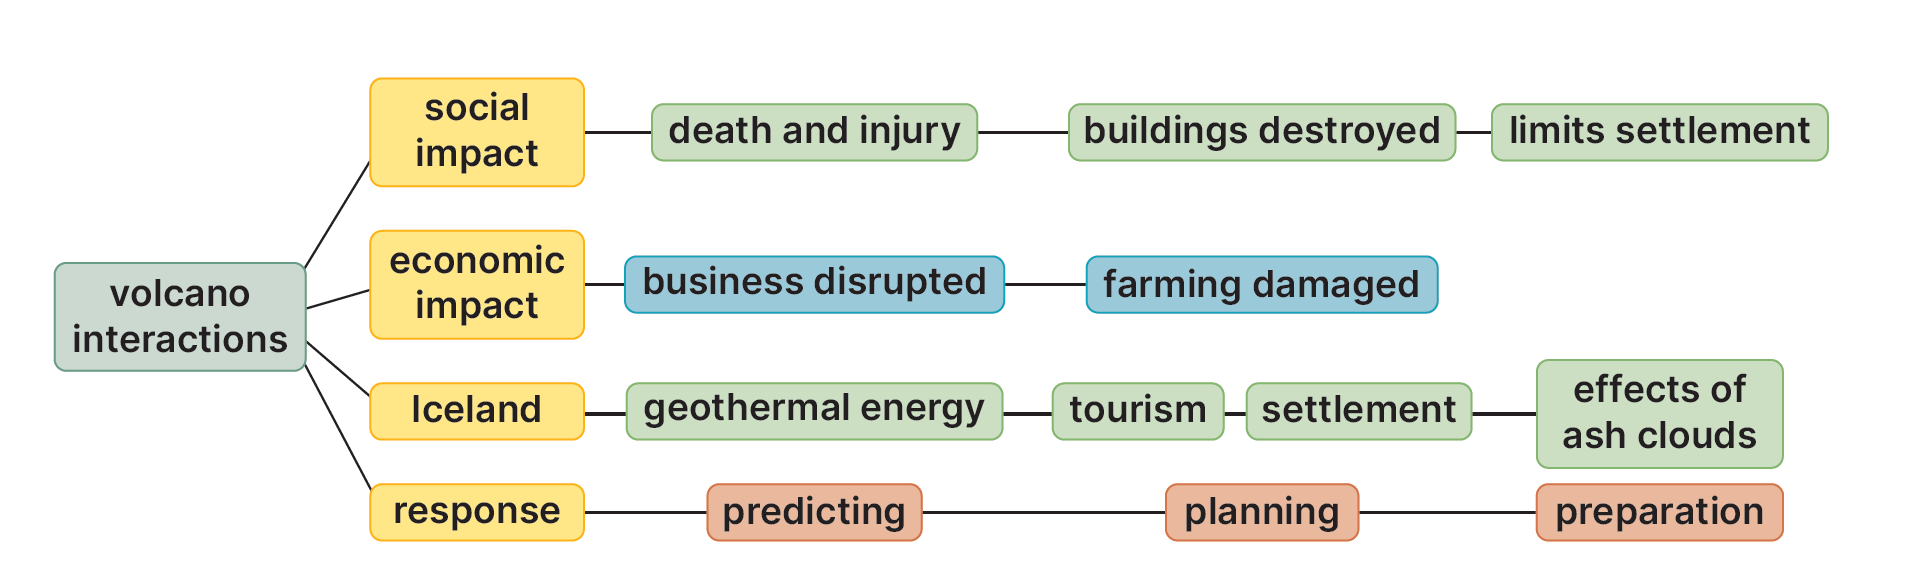 social
impact
death and injury
buildings destroyed
limits settlement
economic
impact
business disrupted
farming damaged
volcano
interactions
Iceland
geothermal energy
tourism
settlement
effects of
ash clouds
response
predicting
planning
preparation